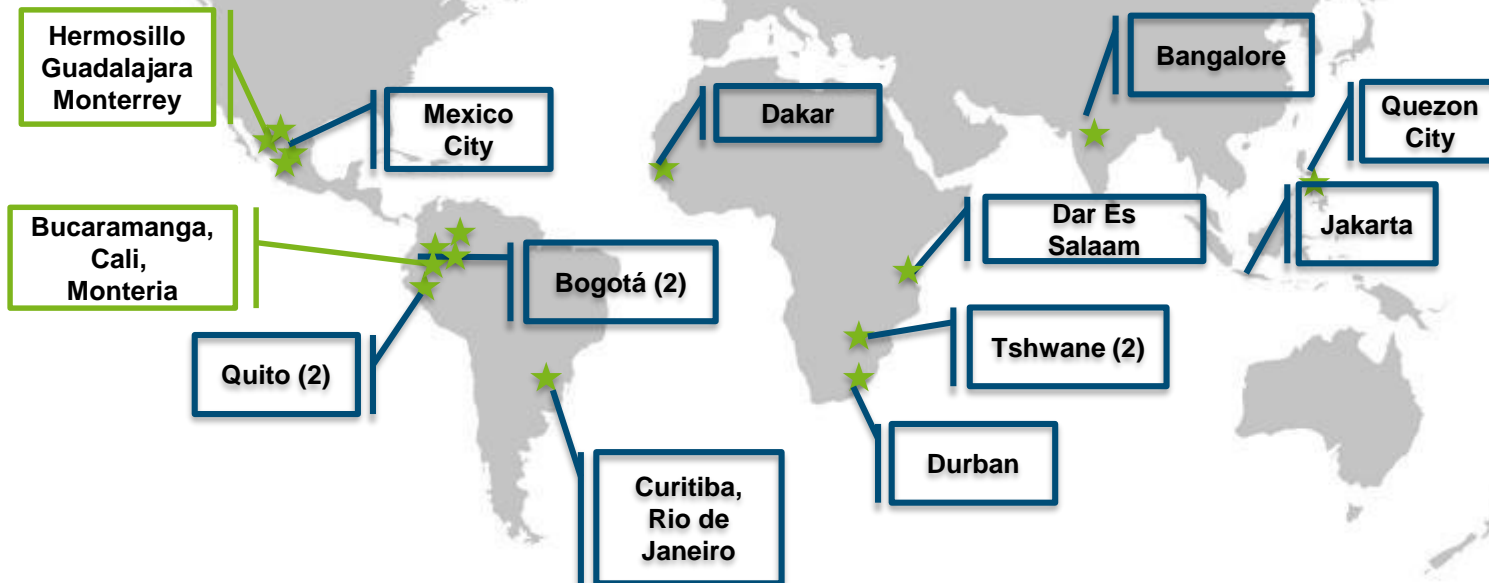 Hermosillo
Guadalajara
Monterrey
Mexico
City
Dakar
Bangalore
Quezon
City
Bucaramanga,
Cali,
Monteria
Bogotá (2)
Dar Es
Salaam
Jakarta
Quito (2)
Tshwane (2)
Curitiba,
Rio de
Janeiro
Durban